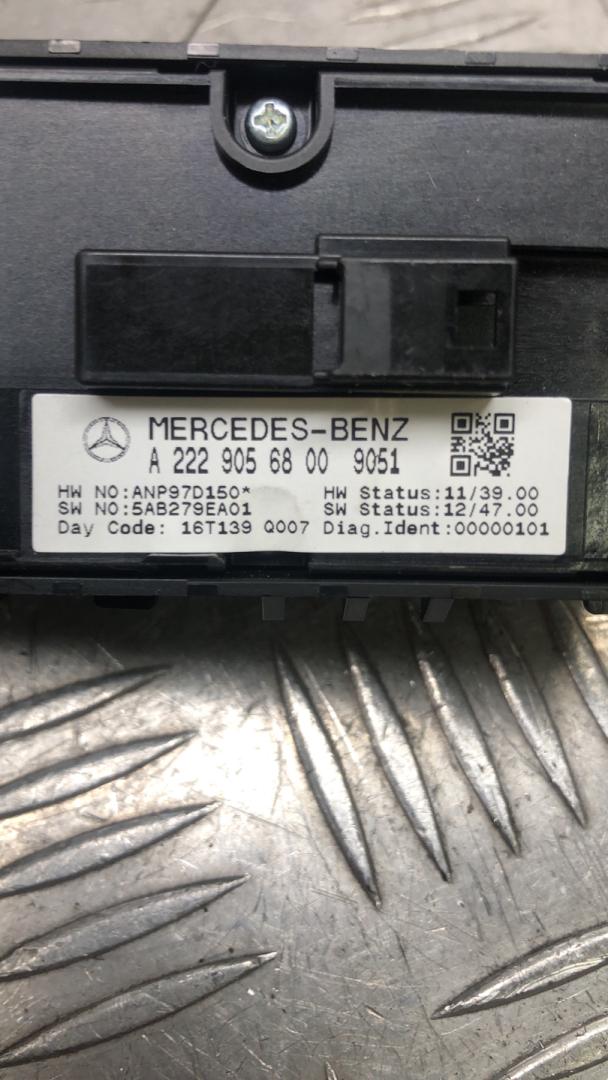 MERCEDES-BENZ
A 222 905 68 00 9051
HW NO:ANP97D150* HW Status:11/39.00
SW NO:5AB279EA01 SW Status:12/47.00
Day Code: 16T139 Q007 Diag.Ident:00000101